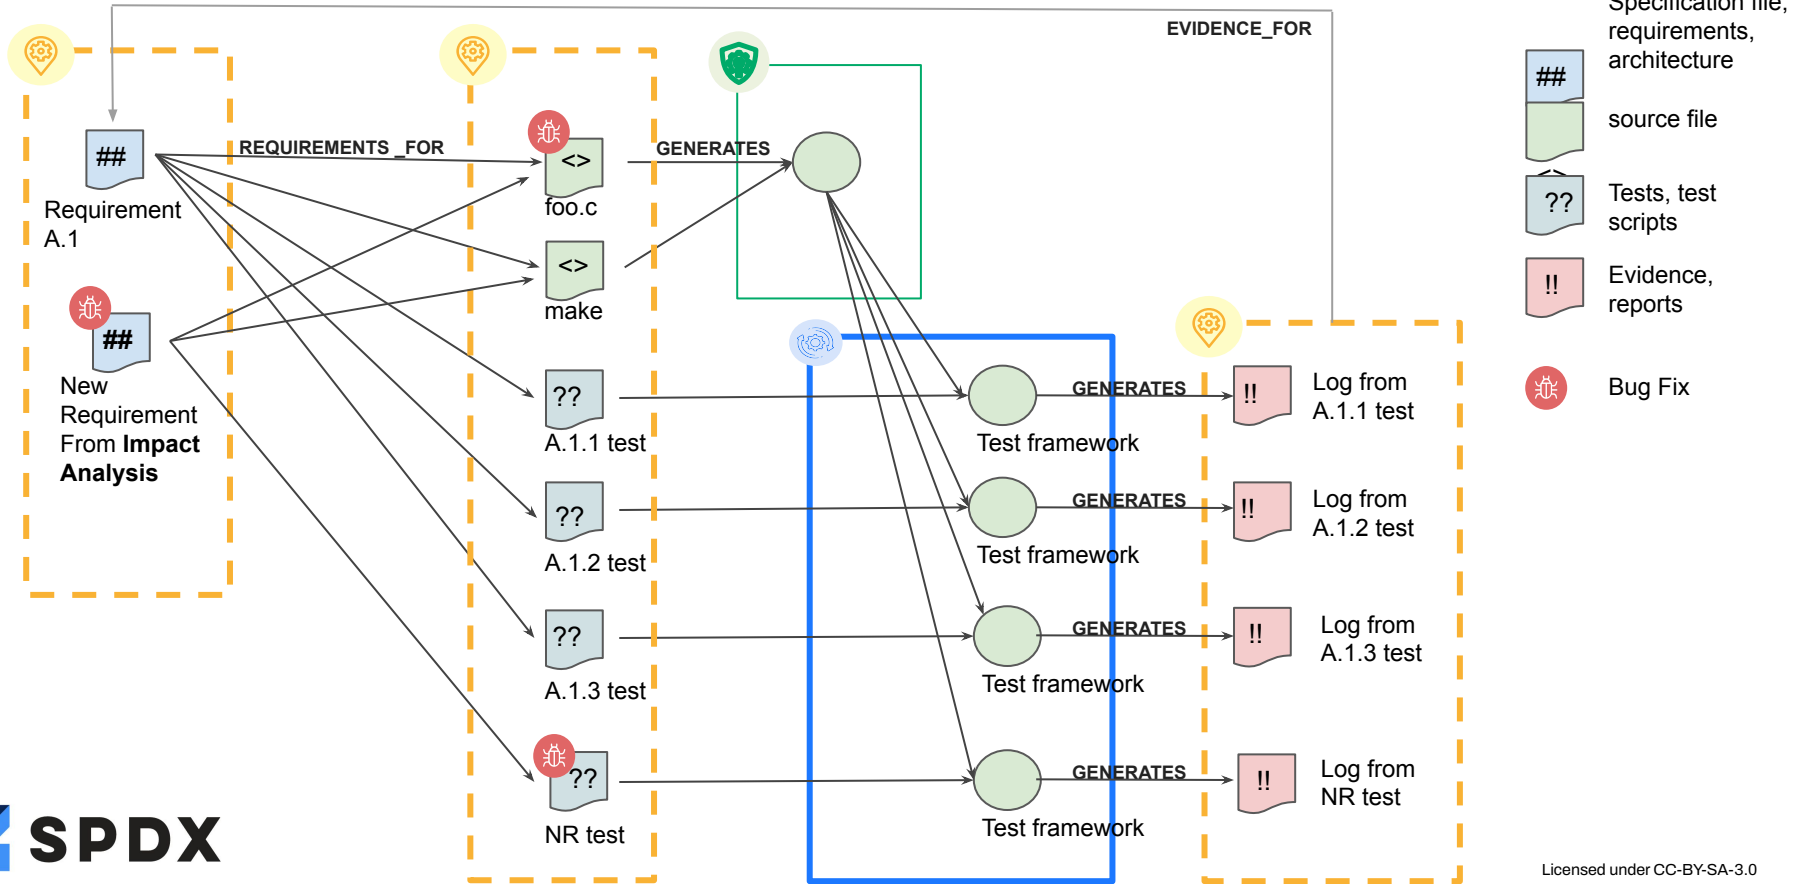 EVIDENCE_FOR
##
Requirement
A.1
##
New
Requirement
From Impact
Analysis
REQUIREMENTS _FOR
<>
foo.c
<>
make
??
A.1.1 test
??
A.1.2 test
??
A.1.3 test
??
NR test
GENERATES
Test framework
Test framework
Test framework
Test framework
GENERATES
GENERATES
GENERATES
GENERATES
!!
Log from
A.1.1 test
!!
Log from
A.1.2 test
!!
Log from
A.1.3 test
!!
Log from
NR test
Specification file,
requirements,
architecture
##
source file
<>
Tests, test
scripts
??
Evidence,
reports
!!
Bug Fix
SPDX
Licensed under CC-BY-SA-3.0